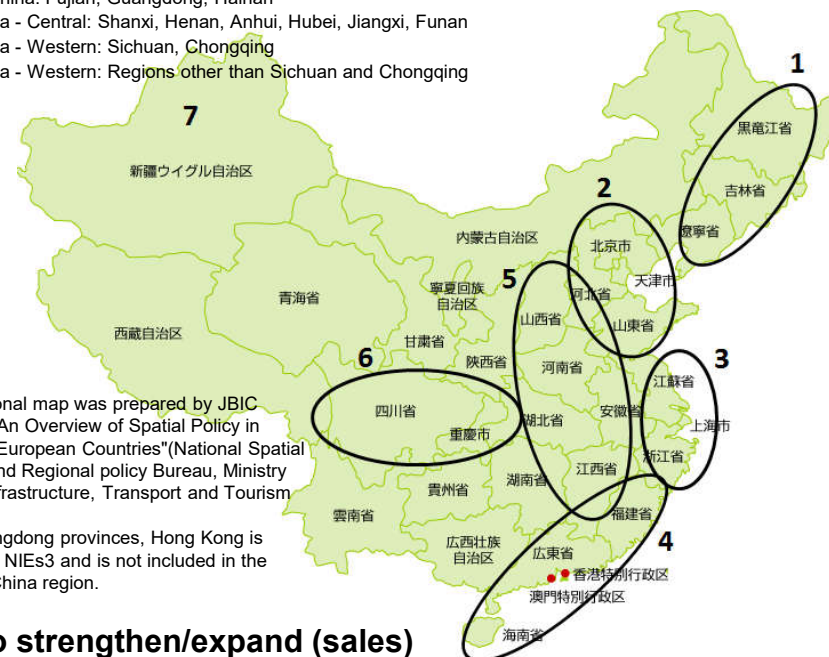 hina: Fujian, Guangdong, Hainan
a - Central: Shanxi, Henan, Anhui, Hubei, Jiangxi, Funan
a - Western: Sichuan, Chongqing
a - Western: Regions other than Sichuan and Chongqing
1
7
黒竜江省
新疆ウイグル自治区
吉林省
2
遼寧省
内蒙古自治区
北京市
5
天津市
寧夏回族
自治区
河北省
青海省
山西省
山東省
西蔵自治区
甘粛省
6
陝西省
河南省
3
江蘇省
四川省
安徽省
湖北省
上海市
重慶市
浙江省
江西省
湖南省
貴州省
雲南省
福建省
4
広西壮族
自治区
広東省
香港特別行政区
澳門特別行政区
海南省
onal map was prepared by JBIC
An Overview of Spatial Policy in
European Countries"(National Spatial
nd Regional policy Bureau, Ministry
frastructure, Transport and Tourism
ngdong provinces, Hong Kong is
NIEs3 and is not included in the
China region.
o strengthen/expand (sales)